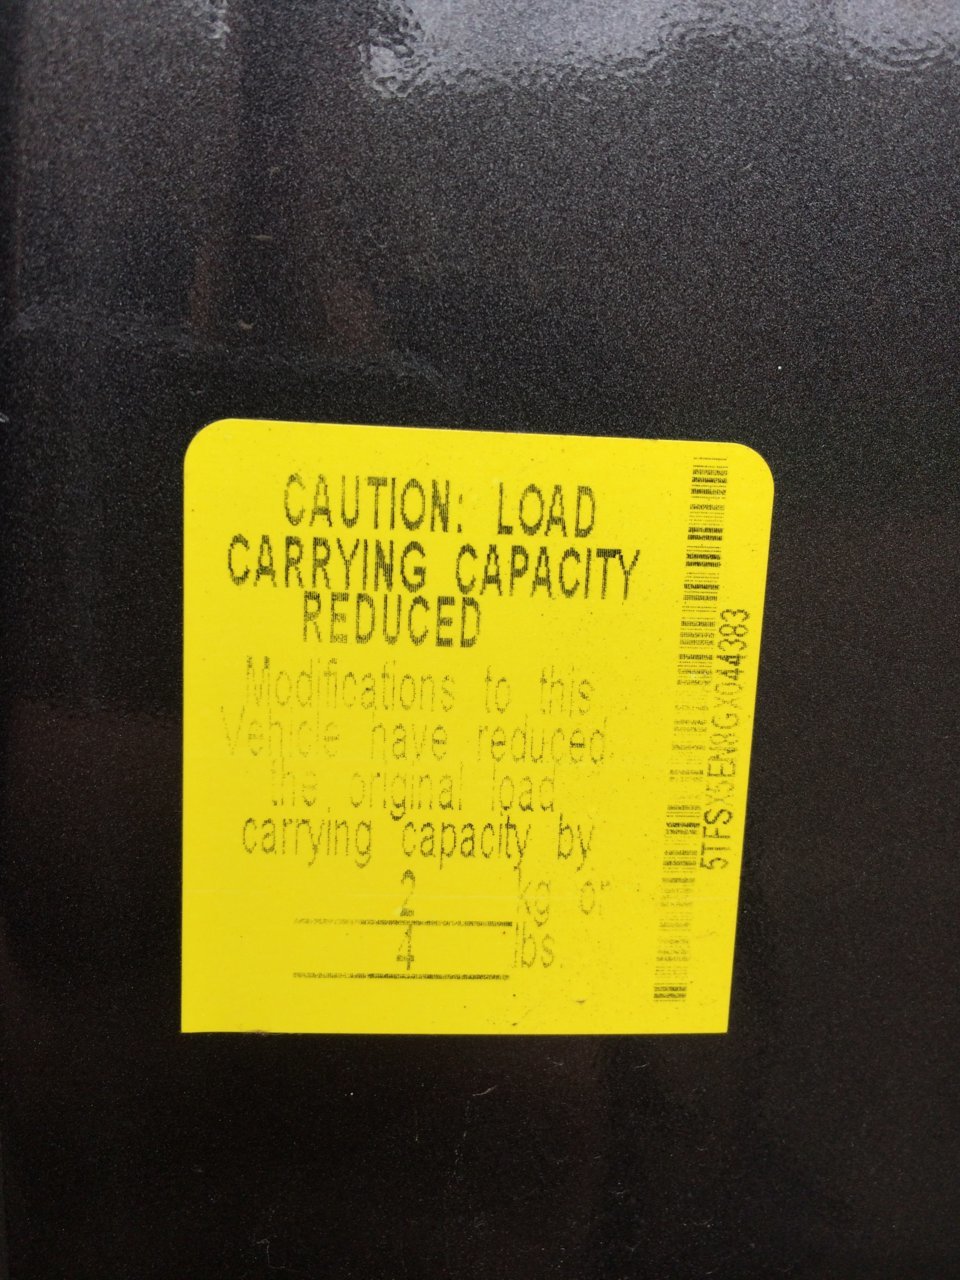 CAUTION: LOAD
CARRYING CAPACITY
REDUCED
Modifications to this
Vehicle have reduced
the original load
carrying capacity by
2 kg or
4 lbs.
5TFSX5EN8GX044383